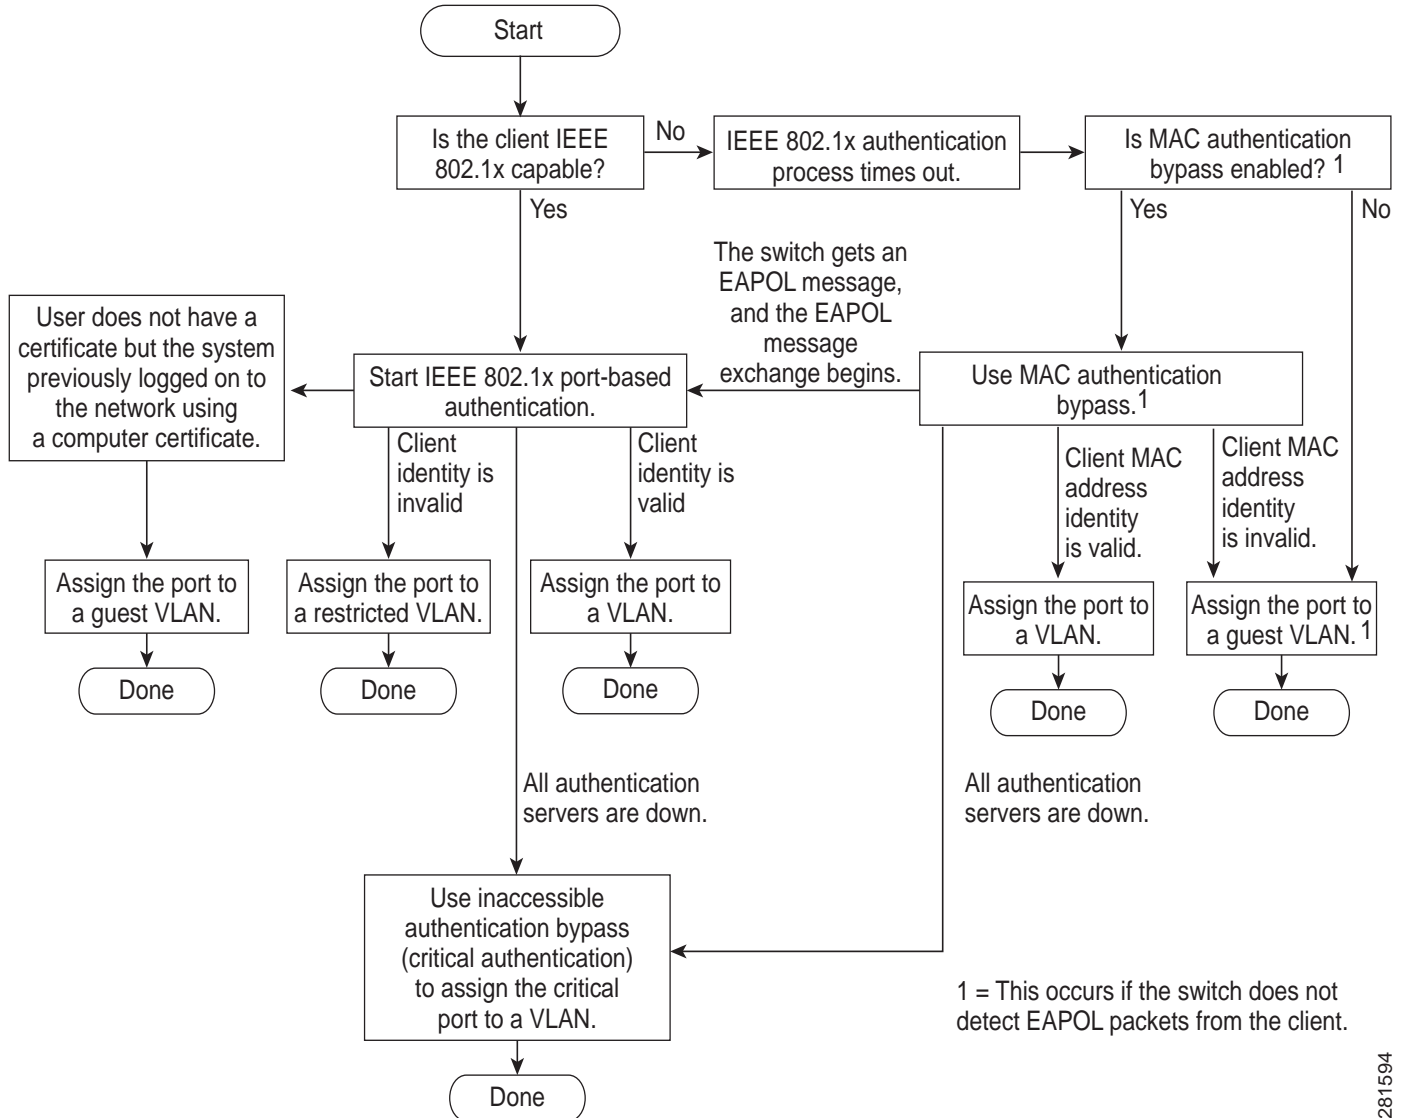 Start
Is the client IEEE
802.1x capable?
No
IEEE 802.1x authentication
process times out.
Is MAC authentication
bypass enabled? 1
Yes
Yes
No
The switch gets an
EAPOL message,
and the EAPOL
message
exchange begins.
User does not have a
certificate but the system
previously logged on to
the network using
a computer certificate.
Start IEEE 802.1x port-based
authentication.
Use MAC authentication
bypass.1
Client
identity is
invalid
Client
identity is
valid
Client MAC
address
identity
is valid.
Client MAC
address
identity
is invalid.
Assign the port to
a guest VLAN.
Assign the port to
a restricted VLAN.
Assign the port to
a VLAN.
Assign the port to
a VLAN.
Assign the port to
a guest VLAN. 1
Done
Done
Done
Done
Done
All authentication
servers are down.
All authentication
servers are down.
Use inaccessible
authentication bypass
(critical authentication)
to assign the critical
port to a VLAN.
1 = This occurs if the switch does not
detect EAPOL packets from the client.
Done
281594